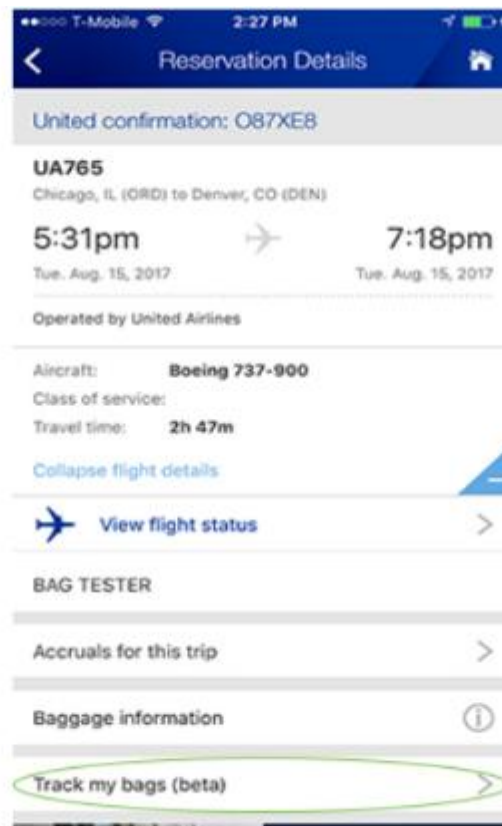 T-Mobile 2:27 PM
Reservation Details
United confirmation: O87XE8
UA765
Chicago, IL (ORD) to Denver, CO (DEN)
5:31pm 7:18pm
Tue. Aug. 15, 2017 Tue. Aug. 15, 2017
Operated by United Airlines
Aircraft: Boeing 737-900
Class of service:
Travel time: 2h 47m
Collapse flight details
View flight status
BAG TESTER
Accruals for this trip
Baggage information
Track my bags (beta)